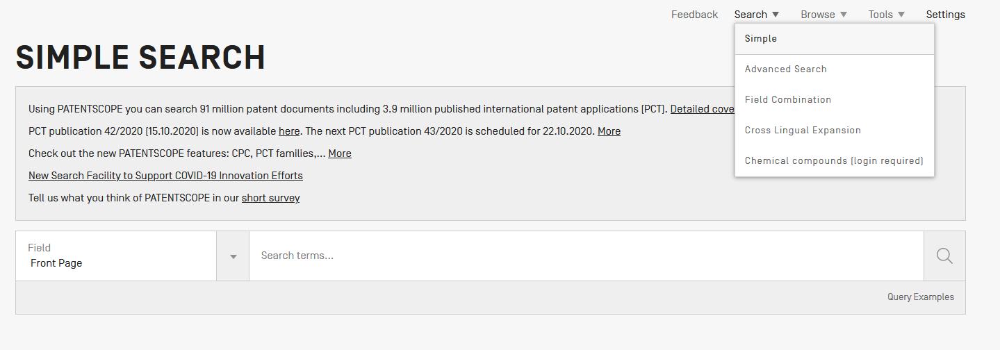 Feedback Search Browse Tools Settings
Simple
Advanced Search
Field Combination
Cross Lingual Expansion
Chemical compounds (login required)
SIMPLE SEARCH
Using PATENTSCOPE you can search 91 million patent documents including 3.9 million published international patent applications (PCT). Detailed cove
PCT publication 42/2020 (15.10.2020) is now available here. The next PCT publication 43/2020 is scheduled for 22.10.2020. More
Check out the new PATENTSCOPE features: CPC, PCT families,... More
New Search Facility to Support COVID-19 Innovation Efforts
Tell us what you think of PATENTSCOPE in our short survey
Field
Front Page
Search terms...
Query Examples